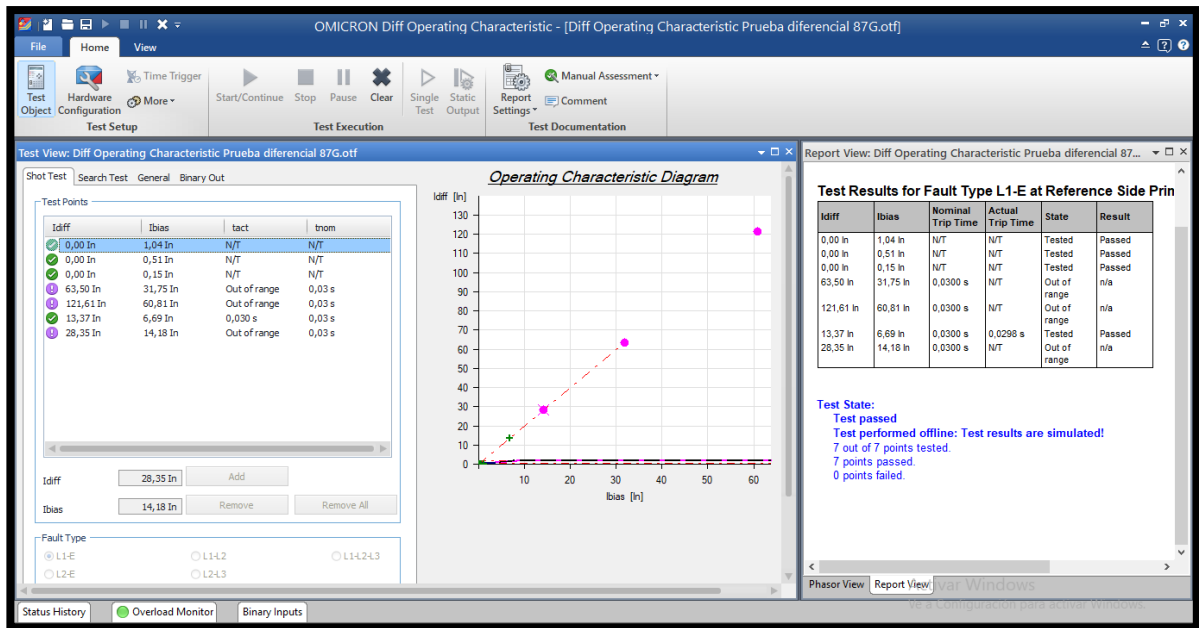 OMICRON Diff Operating Characteristic - [Diff Operating Characteristic Prueba diferencial 87G.otf]
File Home View
Test Object
Hardware Configuration
Time Trigger
More
Test Setup
Start/Continue Stop Pause Clear Single Test Static Output
Test Execution
Report Settings
Manual Assessment
Comment
Test Documentation
Test View: Diff Operating Characteristic Prueba diferencial 87G.otf
Shot Test Search Test General Binary Out
Test Points
Idiff Ibias tact tnom
0,00 In 1,04 In N/T N/T
0,00 In 0,51 In N/T N/T
0,00 In 0,15 In N/T N/T
63,50 In 31,75 In Out of range 0,03 s
121,61 In 60,81 In Out of range 0,03 s
13,37 In 6,69 In 0,030 s 0,03 s
28,35 In 14,18 In Out of range 0,03 s
Idiff 28,35 In Add
Ibias 14,18 In Remove Remove All
Fault Type
L1-E L1-L2 L1-L2-L3
L2-E L2-L3
Operating Characteristic Diagram
Idiff [In]
130
120
110
100
90
80
70
60
50
40
30
20
10
0
10 20 30 40 50 60
Ibias [In]
Report View: Diff Operating Characteristic Prueba diferencial 87...
Test Results for Fault Type L1-E at Reference Side Prin
Idiff Ibias Nominal Trip Time Actual Trip Time State Result
0,00 In 1,04 In N/T N/T Tested Passed
0,00 In 0,51 In N/T N/T Tested Passed
0,00 In 0,15 In N/T N/T Tested Passed
63,50 In 31,75 In 0,0300 s N/T Out of range n/a
121,61 In 60,81 In 0,0300 s N/T Out of range n/a
13,37 In 6,69 In 0,0300 s 0,0298 s Tested Passed
28,35 In 14,18 In 0,0300 s N/T Out of range n/a
Test State:
Test passed
Test performed offline: Test results are simulated!
7 out of 7 points tested.
7 points passed.
0 points failed.
Phasor View Report View
Activar Windows
Ve a Configuración para activar Windows.
Status History Overload Monitor Binary Inputs